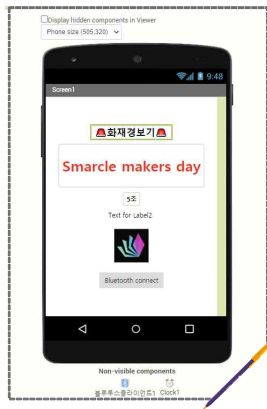 Display hidden components in Viewer
Phone size (505,320)
9:48
Screen1
🚨화재경보기🚨
Smarcle makers day
5조
Text for Label2
Bluetooth connect
Non-visible components
블루투스클라이언트1 Clock1